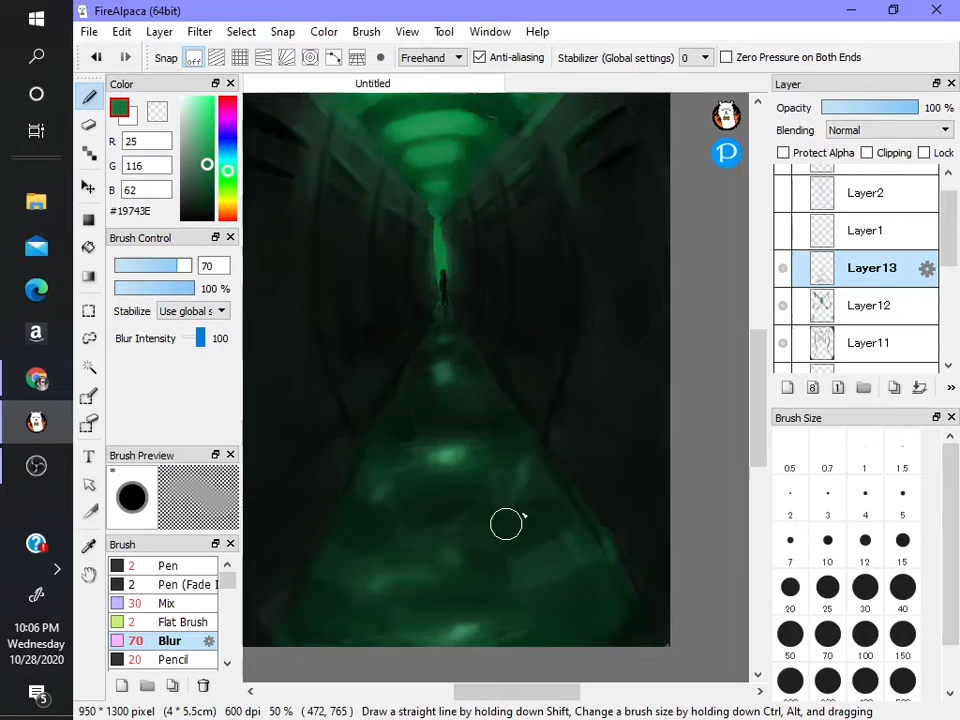 FireAlpaca (64bit)
File Edit View Layer Filter Select Snap Color Brush View Tool Window Help
Snap off Freehand Anti-aliasing Stabilizer (Global settings) 0 Zero Pressure on Both Ends
Color
Untitled
Layer
R 25
G 116
B 62
#19743E
Opacity 100 %
Blending Normal
Protect Alpha Clipping Lock
Layer2
Layer1
Layer13
Layer12
Layer11
Brush Control
70
100 %
Stabilize Use global s
Blur Intensity 100
8 1
Brush Size
0.5 0.7 1 1.5
2 3 4 5
7 10 12 15
20 25 30 40
50 70 100 150
Brush Preview
*
Brush
2 Pen
2 Pen (Fade I
30 Mix
2 Flat Brush
70 Blur
20 Pencil
P
a
10:06 PM
Wednesday
10/28/2020
5
950 * 1300 pixel (4 * 5.5cm) 600 dpi 50 % ( 472, 765 ) Draw a straight line by holding down Shift, Change a brush size by holding down Ctrl, Alt, and dragging